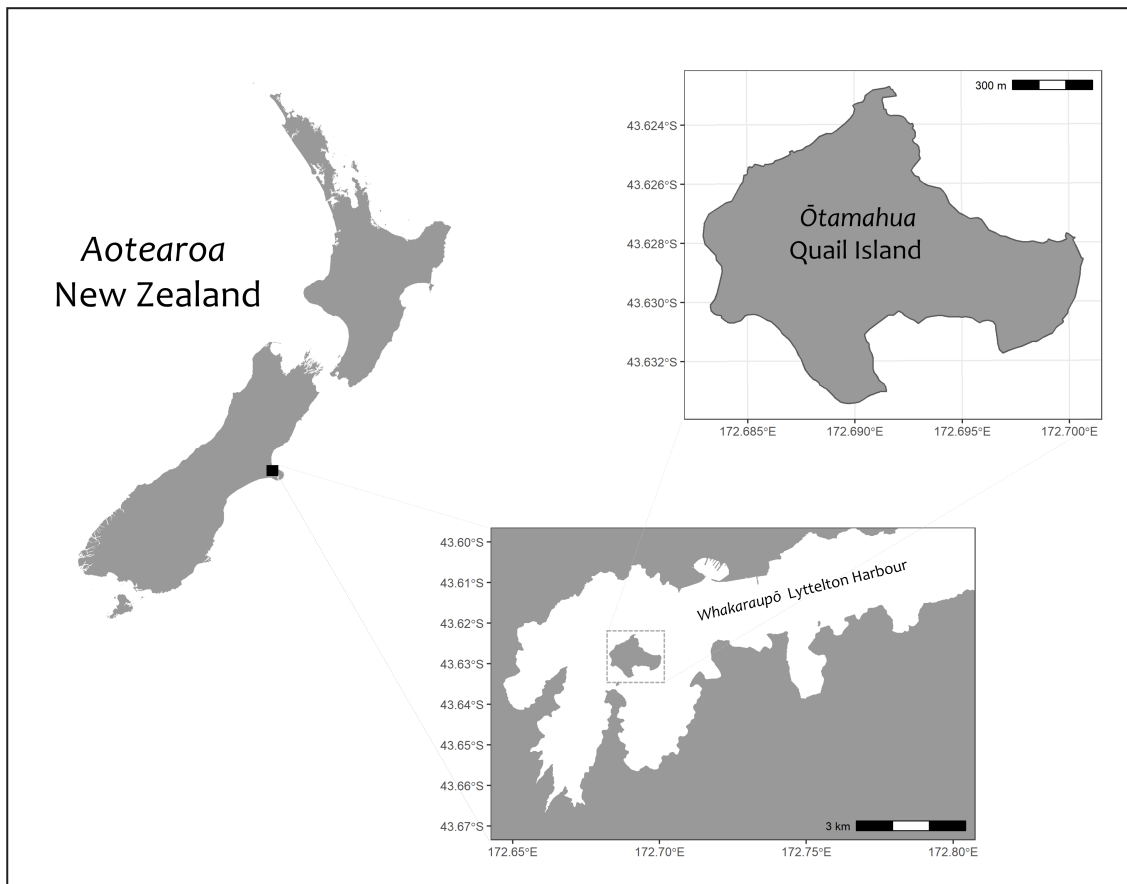 Aotearoa
New Zealand
300 m
43.624°S
43.626°S
43.628°S
43.630°S
43.632°S
Ōtamahua
Quail Island
172.685°E
172.690°E
172.695°E
172.700°E
43.60°S
43.61°S
43.62°S
43.63°S
43.64°S
43.65°S
43.66°S
43.67°S
Whakaraupō Lyttelton Harbour
3 km
172.65°E
172.70°E
172.75°E
172.80°E